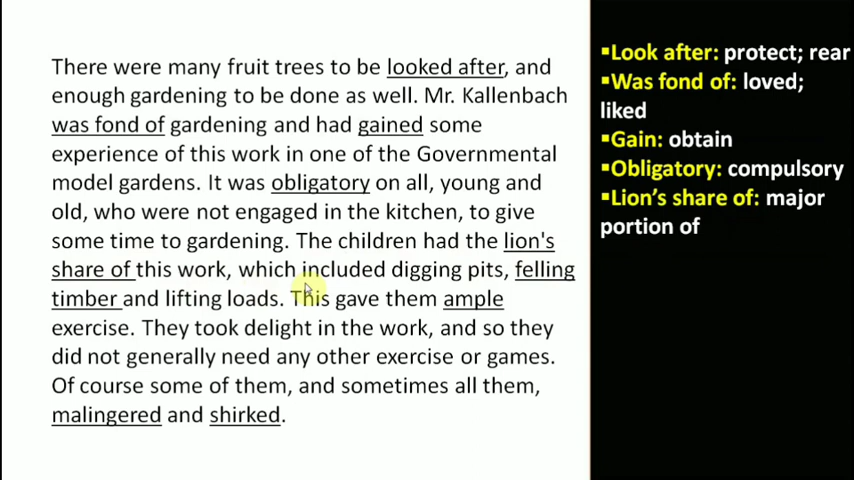 There were many fruit trees to be looked after, and
enough gardening to be done as well. Mr. Kallenbach
was fond of gardening and had gained some
experience of this work in one of the Governmental
model gardens. It was obligatory on all, young and
old, who were not engaged in the kitchen, to give
some time to gardening. The children had the lion's
share of this work, which included digging pits, felling
timber and lifting loads. This gave them ample
exercise. They took delight in the work, and so they
did not generally need any other exercise or games.
Of course some of them, and sometimes all them,
malingered and shirked.
▪Look after: protect; rear
▪Was fond of: loved;
liked
▪Gain: obtain
▪Obligatory: compulsory
▪Lion’s share of: major
portion of